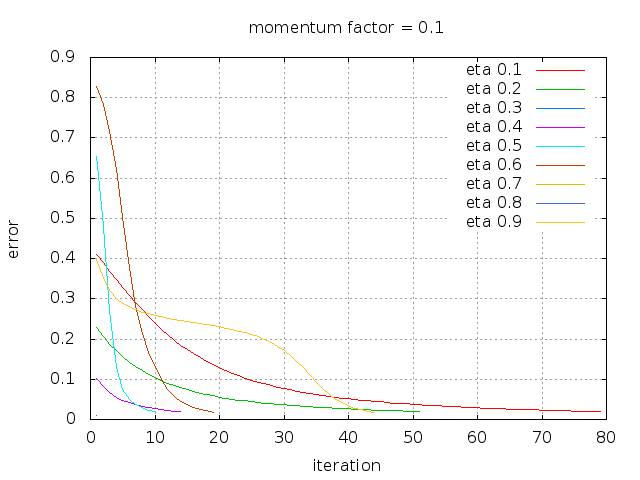 momentum factor = 0.1
0.9
0.8
0.7
0.6
0.5
0.4
0.3
0.2
0.1
0
error
eta 0.1
eta 0.2
eta 0.3
eta 0.4
eta 0.5
eta 0.6
eta 0.7
eta 0.8
eta 0.9
0 10 20 30 40 50 60 70 80
iteration